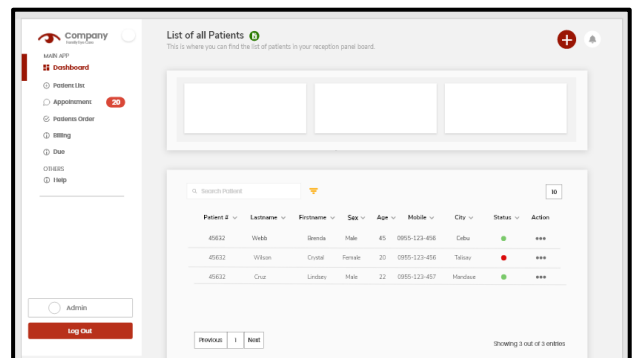 Company
Family Eye Care
MAIN APP
Dashboard
Patient List
Appointment 20
Patients Order
Billing
Due
OTHERS
Help
Admin
Log Out
List of all Patients
This is where you can find the list of patients in your reception panel board.
Search Patient
10
Patient # Lastname Firstname Sex Age Mobile City Status Action
45632 Webb Brenda Male 45 0955-123-456 Cebu
45632 Wilson Crystal Female 20 0955-123-456 Talisay
45632 Cruz Lindsey Male 22 0955-123-457 Mandaue
Previous 1 Next
Showing 3 out of 3 entries